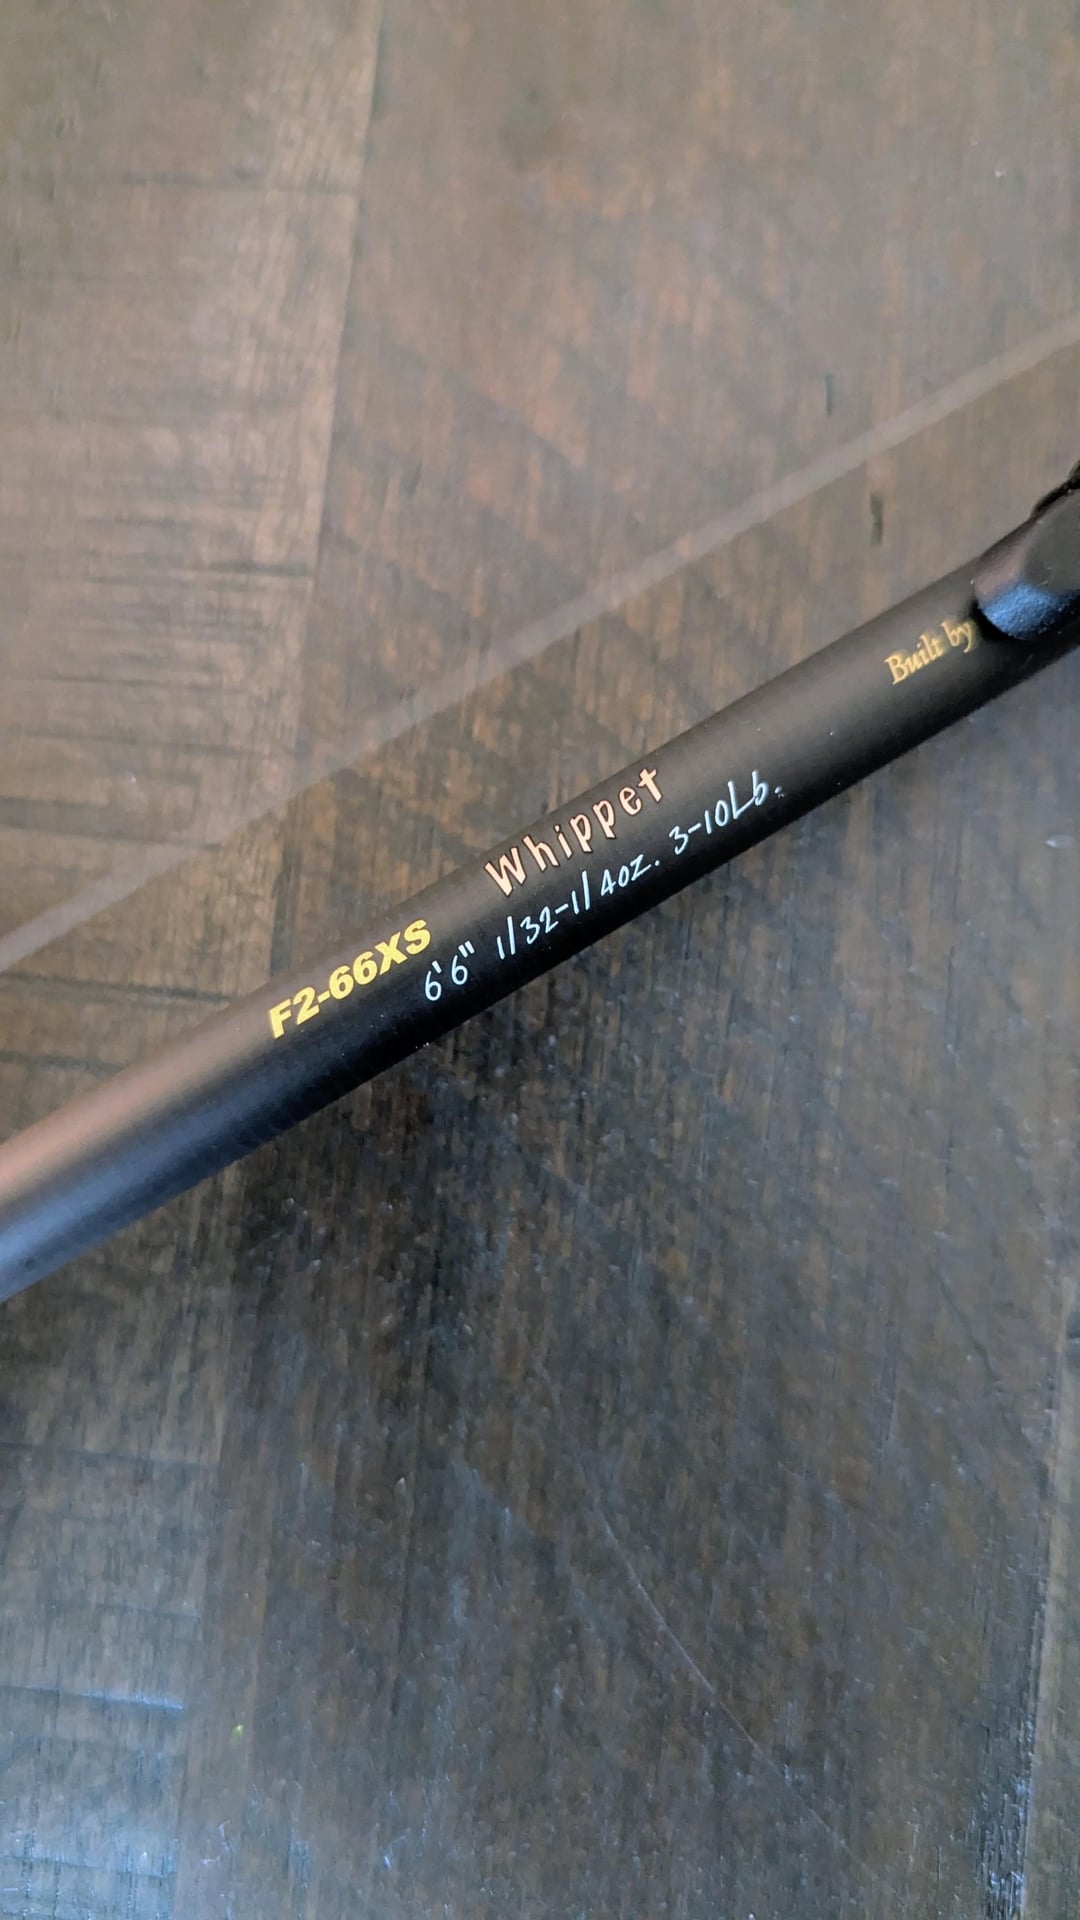 F2-66XS Whippet Built by
6'6" 1/32-1/4oz. 3-10Lb.